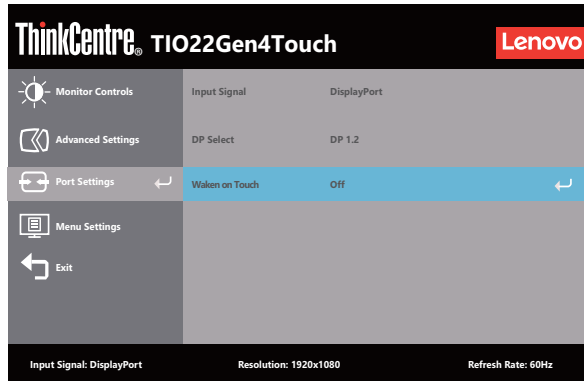 ThinkCentre® TIO22Gen4Touch
Lenovo
Monitor Controls
Input Signal DisplayPort
Advanced Settings
DP Select DP 1.2
Port Settings
Waken on Touch Off
Menu Settings
Exit
Input Signal: DisplayPort Resolution: 1920x1080 Refresh Rate: 60Hz